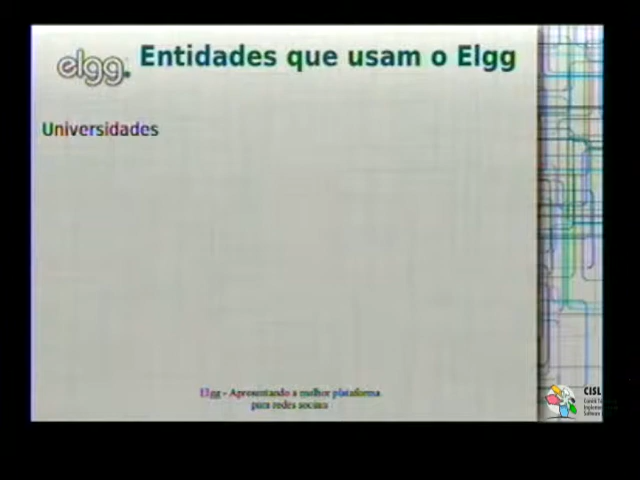 elgg.
Entidades que usam o Elgg
Universidades
Elgg - Apresentando a melhor plataforma
para redes sociais
CISL